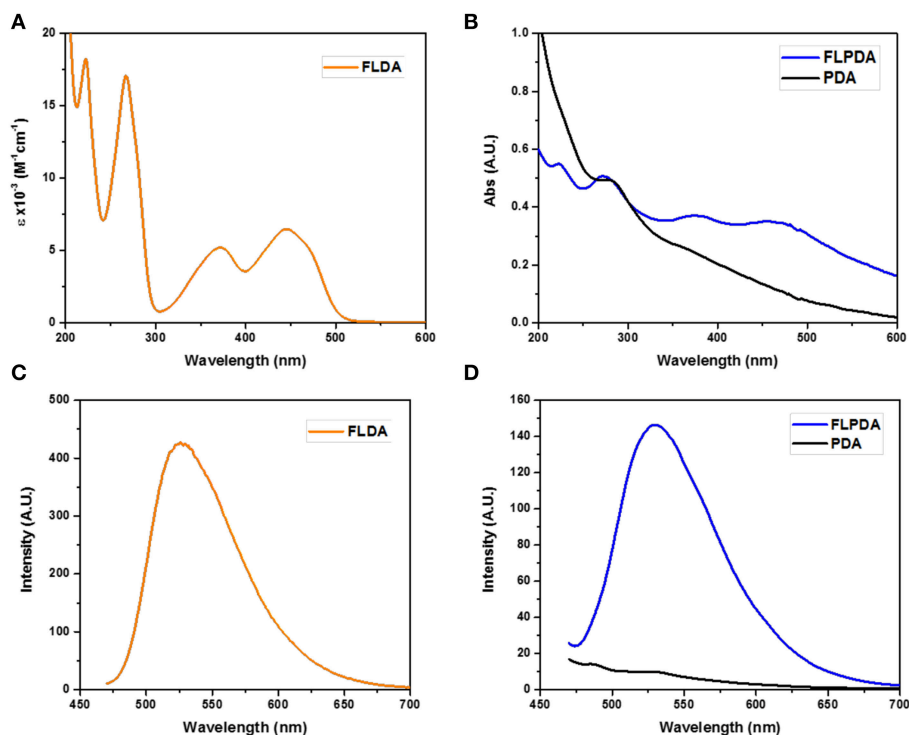 A
FLDA
ε x10⁻³ (M⁻¹cm⁻¹)
20
15
10
5
0
200 300 400 500 600
Wavelength (nm)
B
FLPDA
PDA
Abs (A.U.)
1.0
0.8
0.6
0.4
0.2
0.0
200 300 400 500 600
Wavelength (nm)
C
FLDA
Intensity (A.U.)
500
400
300
200
100
0
450 500 550 600 650 700
Wavelength (nm)
D
FLPDA
PDA
Intensity (A.U.)
160
140
120
100
80
60
40
20
0
450 500 550 600 650 700
Wavelength (nm)